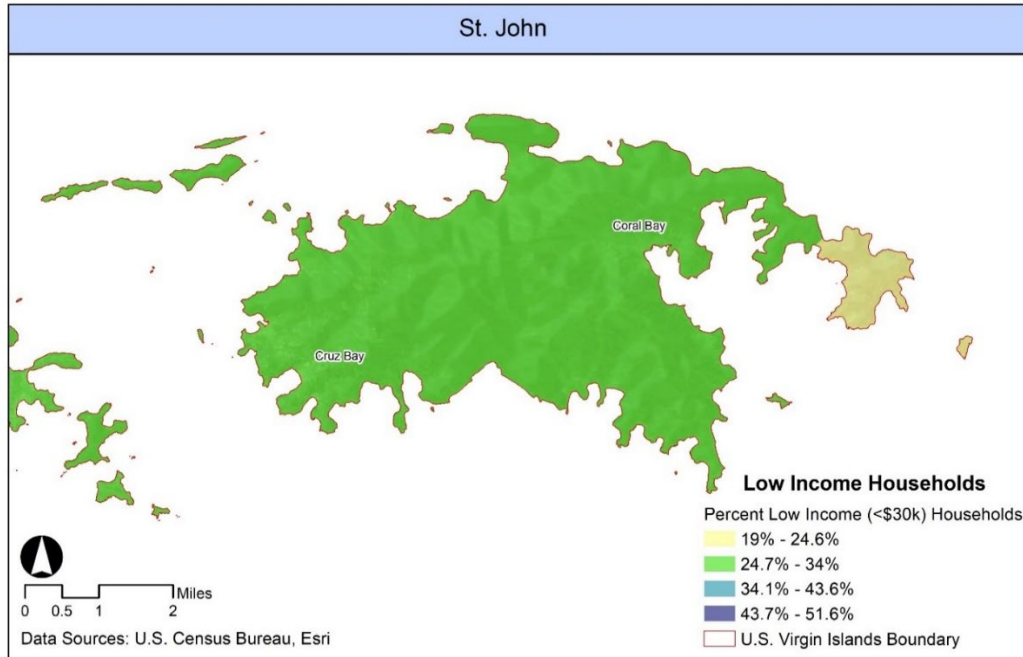 St. John
Coral Bay
Cruz Bay
Low Income Households
Percent Low Income (<$30k) Households
19% - 24.6%
24.7% - 34%
34.1% - 43.6%
43.7% - 51.6%
U.S. Virgin Islands Boundary
Miles
0 0.5 1 2
Data Sources: U.S. Census Bureau, Esri